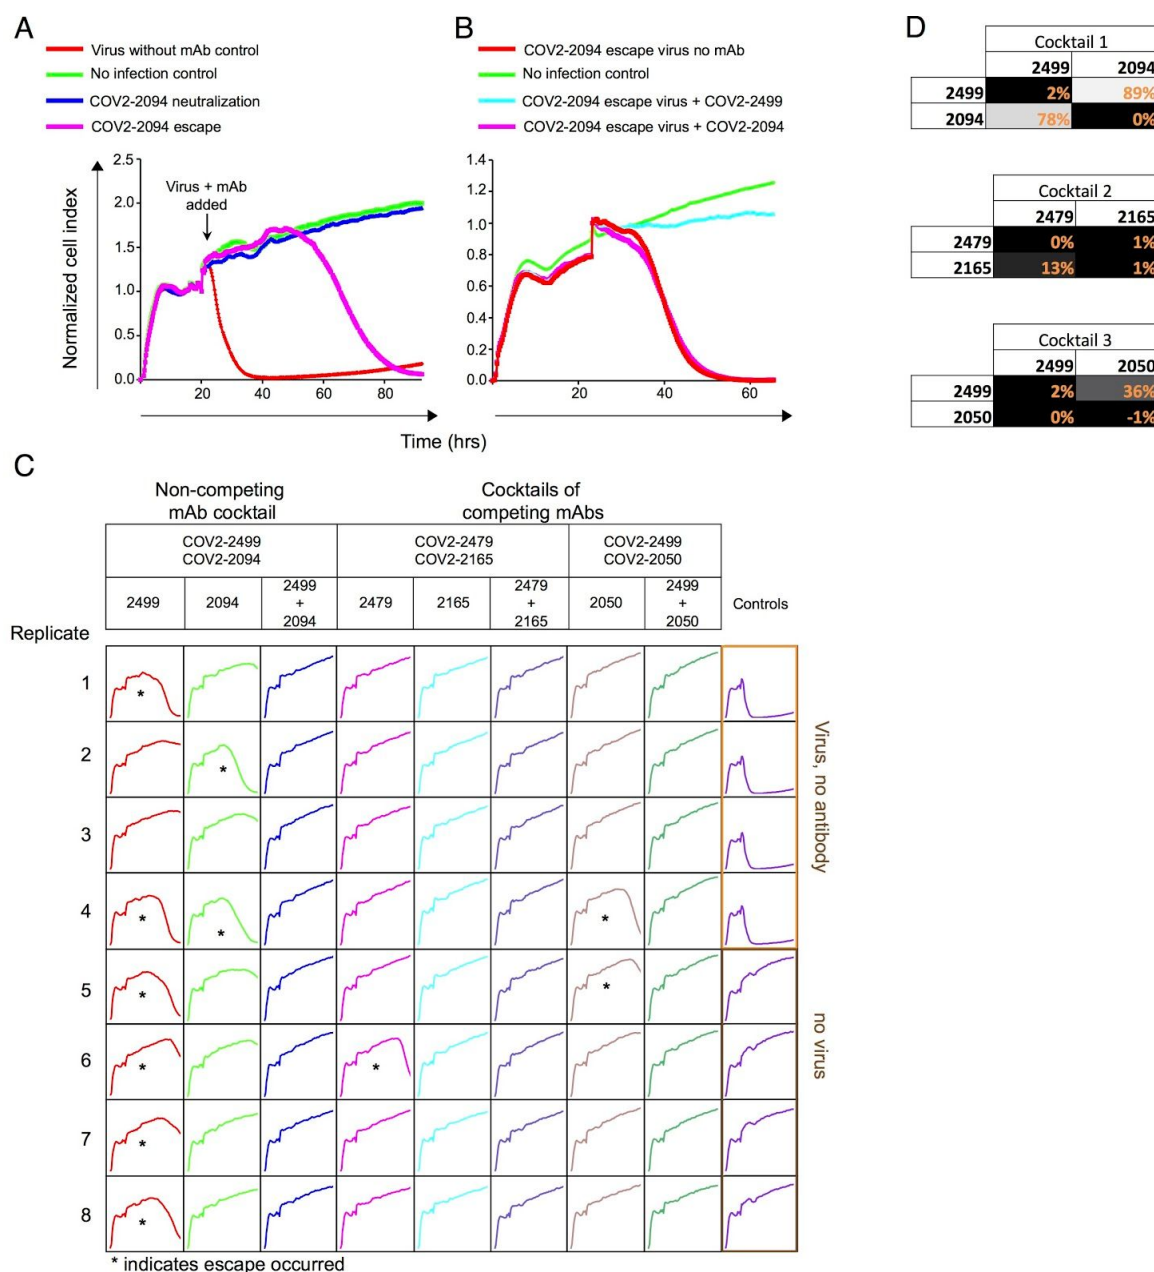 A
Virus without mAb control
No infection control
COV2-2094 neutralization
COV2-2094 escape
Normalized cell index
2.5
2.0
1.5
1.0
0.5
0.0
Virus + mAb
added
20
40
60
80
B
COV2-2094 escape virus no mAb
No infection control
COV2-2094 escape virus + COV2-2499
COV2-2094 escape virus + COV2-2094
1.4
1.2
1.0
0.8
0.6
0.4
0.2
0.0
20
40
60
Time (hrs)
D
Cocktail 1
2499 2094
2499 2% 89%
2094 78% 0%
Cocktail 2
2479 2165
2479 0% 1%
2165 13% 1%
Cocktail 3
2499 2050
2499 2% 36%
2050 0% -1%
C
Non-competing
mAb cocktail
Cocktails of
competing mAbs
COV2-2499
COV2-2094
COV2-2479
COV2-2165
COV2-2499
COV2-2050
2499
2094
2499
+
2094
2479
2165
2479
+
2165
2050
2499
+
2050
Controls
Replicate
1
*
2
*
3
4
* * *
5
* *
6
* *
7
*
8
*
Virus, no antibody
no virus
* indicates escape occurred